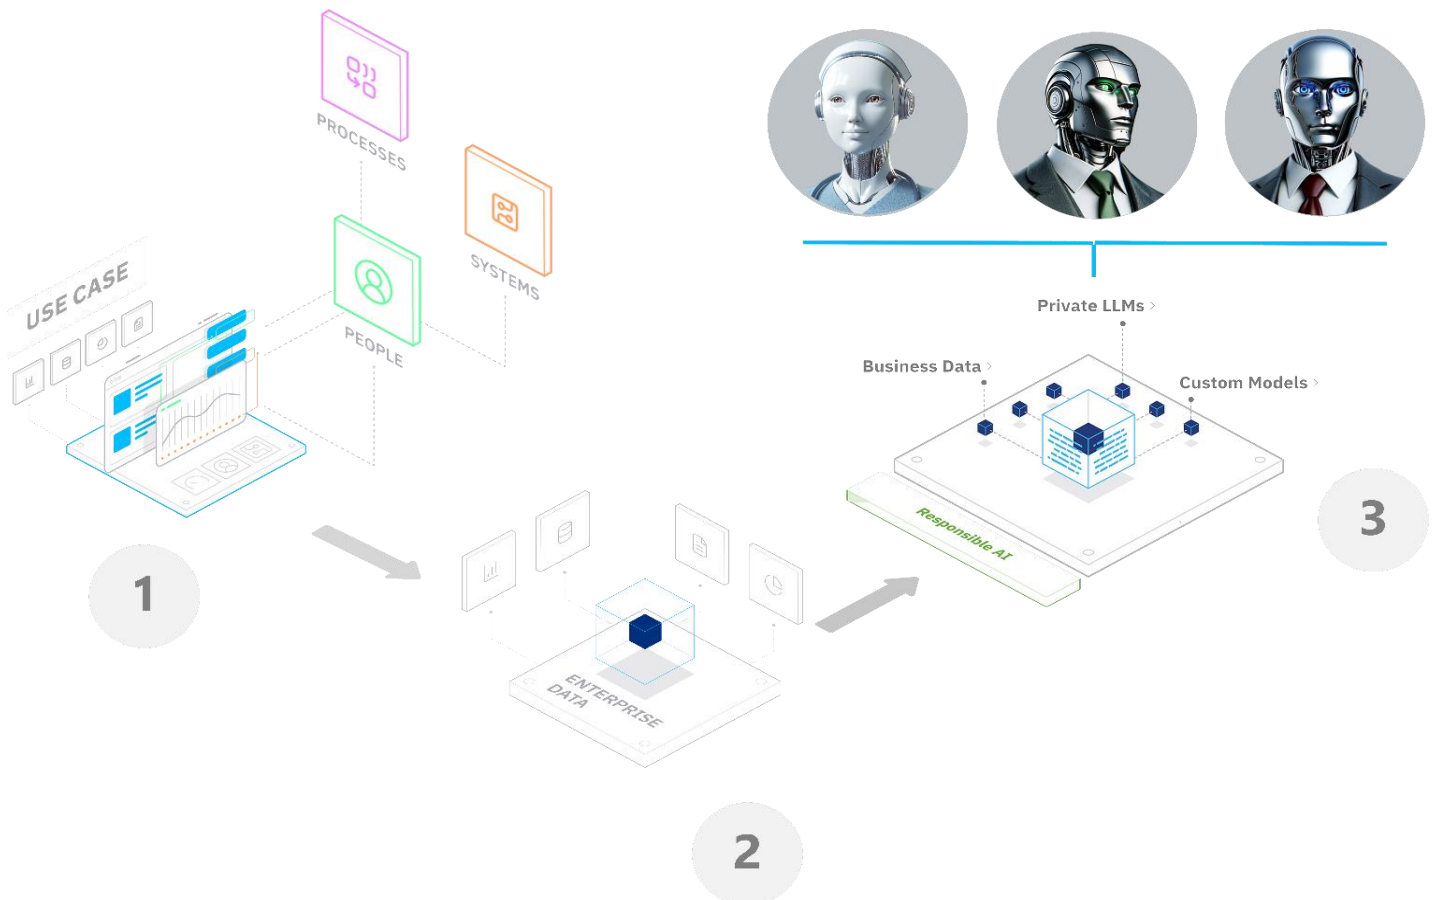 PROCESSES
SYSTEMS
USE CASE
PEOPLE
1
ENTERPRISE
DATA
2
Private LLMs
Business Data
Custom Models
Responsible AI
3